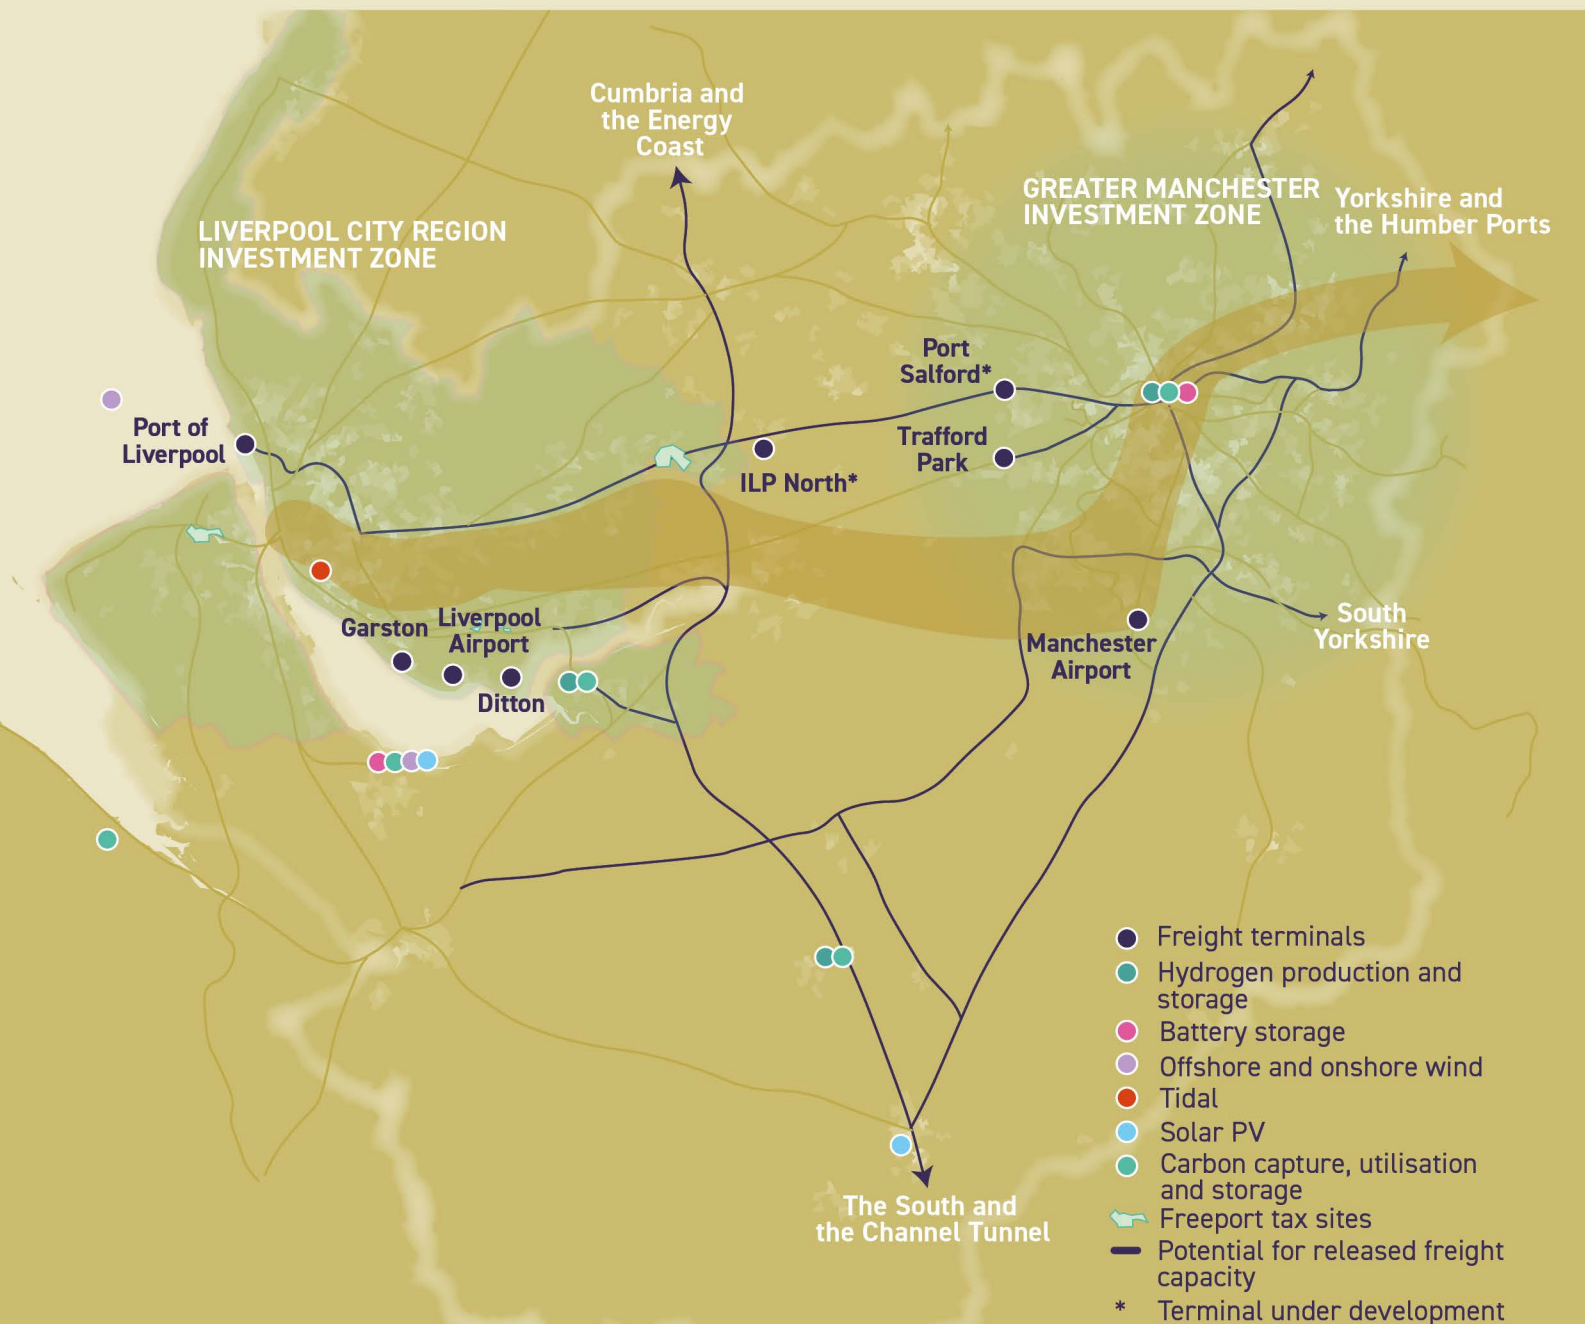 Cumbria and
the Energy
Coast
GREATER MANCHESTER
INVESTMENT ZONE
Yorkshire and
the Humber Ports
LIVERPOOL CITY REGION
INVESTMENT ZONE
Port
Salford*
Port of
Liverpool
Trafford
Park
ILP North*
Garston
Liverpool
Airport
Ditton
Manchester
Airport
South
Yorkshire
The South and
the Channel Tunnel
Freight terminals
Hydrogen production and
storage
Battery storage
Offshore and onshore wind
Tidal
Solar PV
Carbon capture, utilisation
and storage
Freeport tax sites
Potential for released freight
capacity
* Terminal under development